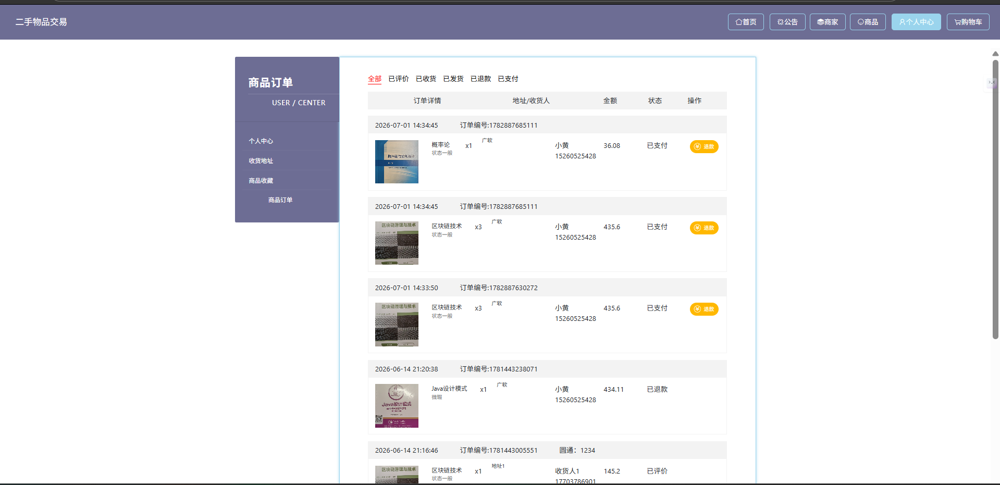 二手物品交易
首页 公告 商家 商品 个人中心 购物车
商品订单
USER / CENTER
个人中心
收货地址
商品收藏
商品订单
全部 已评价 已收货 已发货 已退款 已支付
订单详情 地址/收货人 金额 状态 操作
2026-07-01 14:34:45 订单编号:1782887685111
概率论 x1 广软 小黄 36.08 已支付 退款
状态一般 15260525428
2026-07-01 14:34:45 订单编号:1782887685111
区块链原理与技术
区块链技术 x3 广软 小黄 435.6 已支付 退款
状态一般 15260525428
2026-07-01 14:33:50 订单编号:1782887630272
区块链原理与技术
区块链技术 x3 广软 小黄 435.6 已支付 退款
状态一般 15260525428
2026-06-14 21:20:38 订单编号:1781443238071
Java设计模式 x1 广软 小黄 434.11 已退款
微瑕 15260525428
Java设计模式
2026-06-14 21:16:46 订单编号:1781443005551 圆通：1234
区块链原理与技术
区块链技术 x1 地址1 收货人1 145.2 已评价
状态一般 17703786901